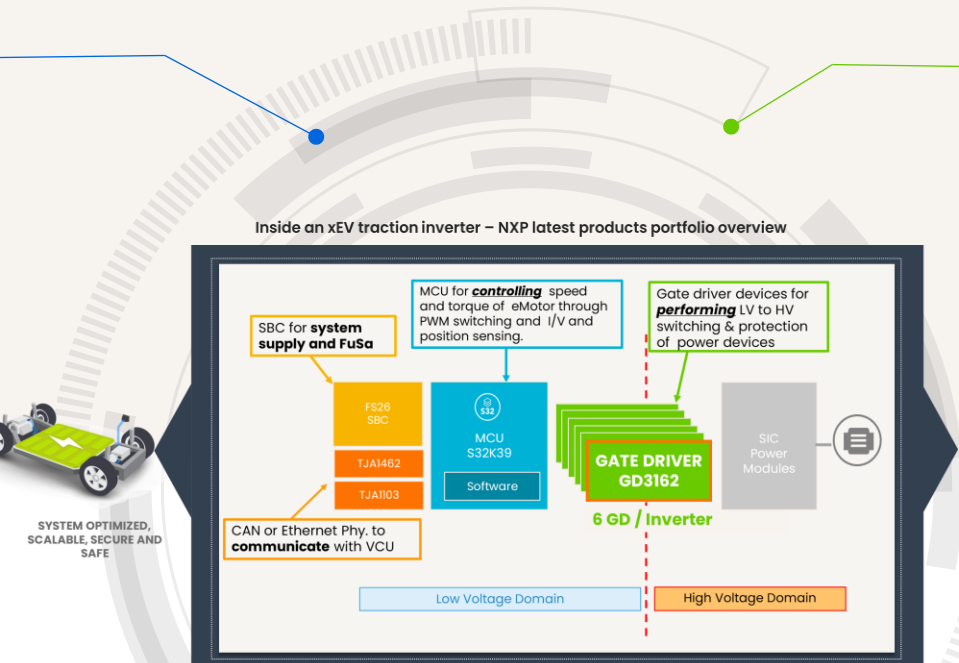 Inside an xEV traction inverter – NXP latest products portfolio overview
MCU for controlling speed
and torque of eMotor through
PWM switching and I/V and
position sensing.
Gate driver devices for
performing LV to HV
switching & protection
of power devices
SBC for system
supply and FuSa
FS26
SBC
TJA1462
TJA1103
S32
MCU
S32K39
Software
GATE DRIVER
GD3162
6 GD / Inverter
SIC
Power
Modules
CAN or Ethernet Phy. to
communicate with VCU
SYSTEM OPTIMIZED,
SCALABLE, SECURE AND
SAFE
Low Voltage Domain
High Voltage Domain